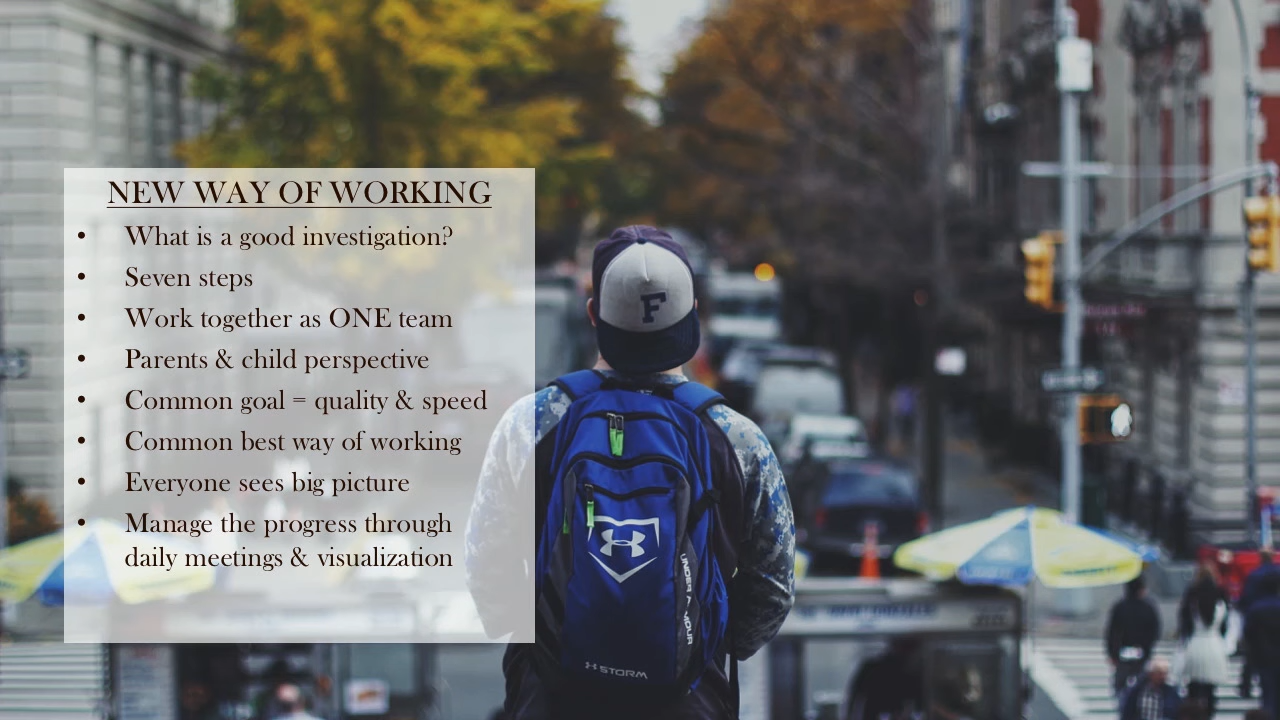 NEW WAY OF WORKING
• What is a good investigation?
• Seven steps
• Work together as ONE team
• Parents & child perspective
• Common goal = quality & speed
• Common best way of working
• Everyone sees big picture
• Manage the progress through
daily meetings & visualization
F
UNDER ARMOUR
STORM